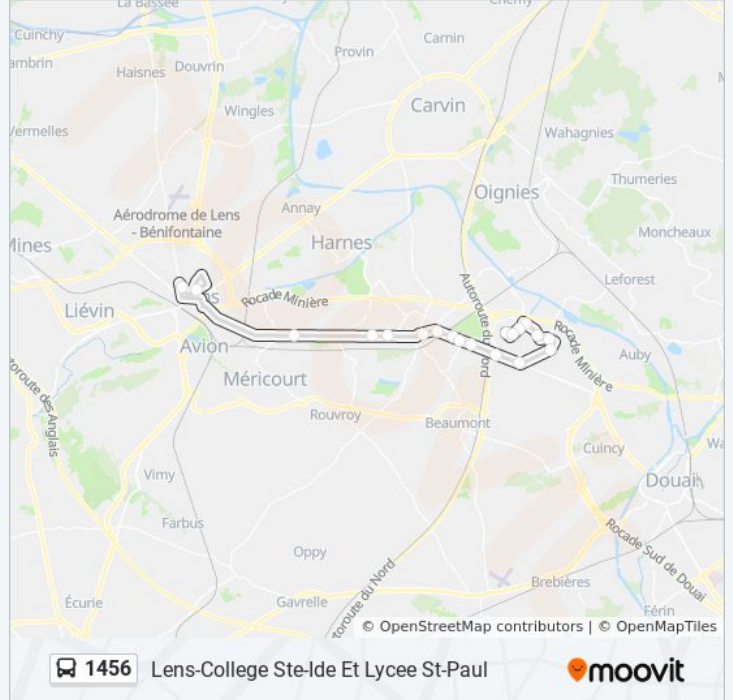 La Bassée
Cuinchy
Carnin
Provin
ambrin
Haisnes
Douvrin
Wingles
Carvin
Vermelles
Wahagnies
Thumeries
Oignies
Annay
Aérodrome de Lens
- Bénifontaine
Moncheaux
Mines
Harnes
Leforest
Rocade Minière
Autoroute du Nord
Liévin
Rocade Minière
Avion
Auby
Méricourt
Rouvroy
Beaumont
toroute des Anglais
Cuincy
Vimy
Douai
Farbus
Rocade Sud de Douai
Oppy
toroute du Nord
Brebières
Écurie
Gavrelle
Férin
© OpenStreetMap contributors | © OpenMapTiles
1456 Lens-College Ste-Ide Et Lycee St-Paul
moovit